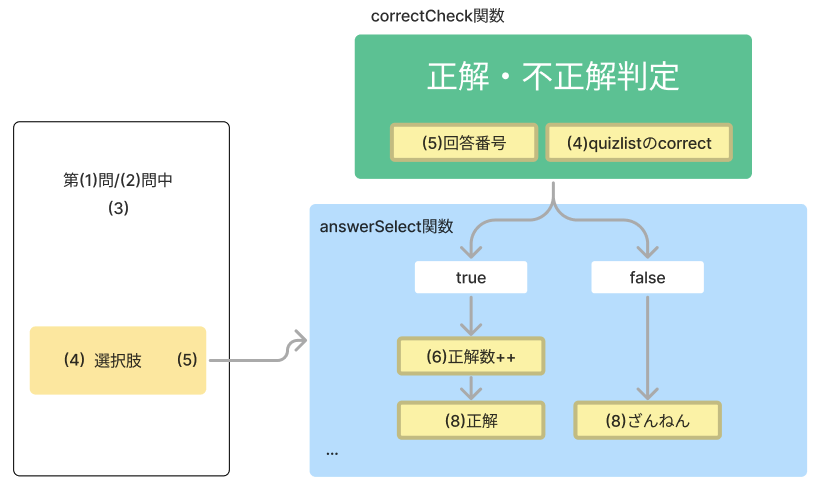 correctCheck関数
正解・不正解判定
(5)回答番号
(4)quizlistのcorrect
第(1)問/(2)問中
(3)
(4) 選択肢 (5)
answerSelect関数
true
false
(6)正解数++
(8)正解
(8)ざんねん
...